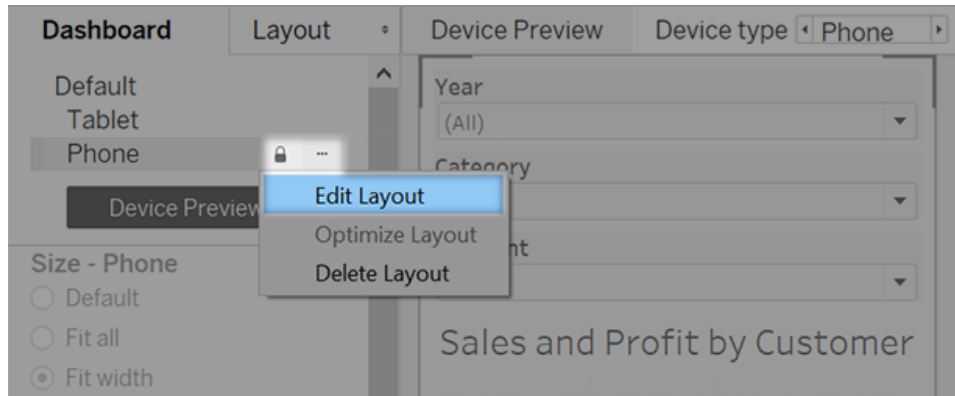 Dashboard Layout Device Preview Device type Phone
Default
Tablet
Phone
Device Preview
Size - Phone
Default
Fit all
Fit width
Edit Layout
Optimize Layout
Delete Layout
Year
(All)
Category
Sales and Profit by Customer